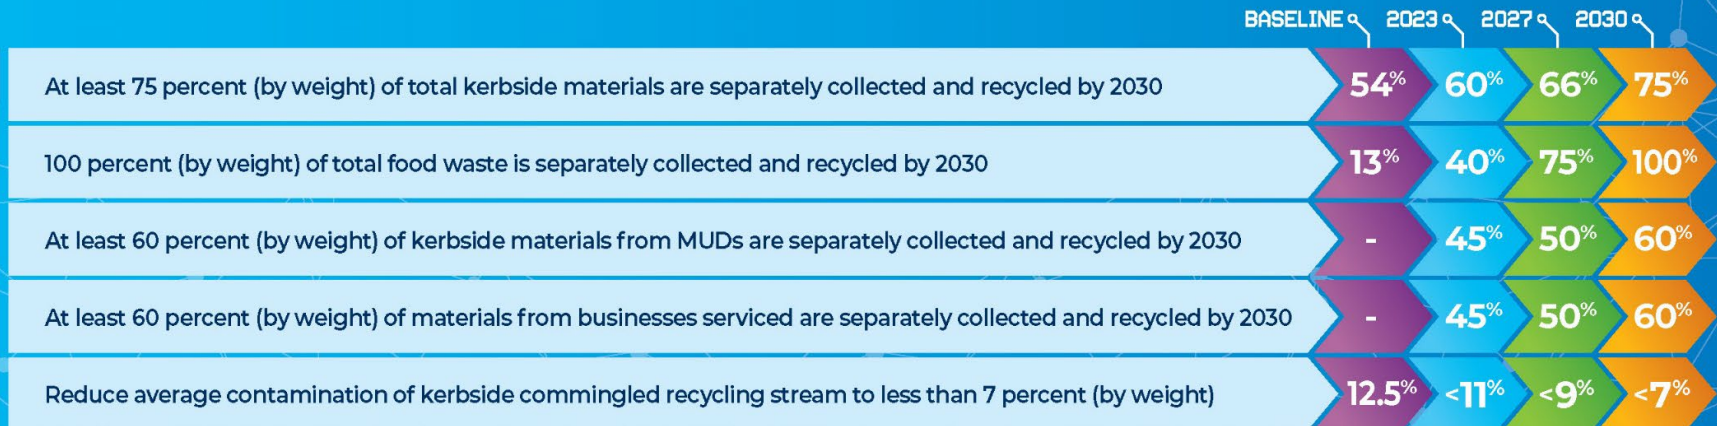 BASELINE 2023 2027 2030
At least 75 percent (by weight) of total kerbside materials are separately collected and recycled by 2030 54% 60% 66% 75%
100 percent (by weight) of total food waste is separately collected and recycled by 2030 13% 40% 75% 100%
At least 60 percent (by weight) of kerbside materials from MUDs are separately collected and recycled by 2030 - 45% 50% 60%
At least 60 percent (by weight) of materials from businesses serviced are separately collected and recycled by 2030 - 45% 50% 60%
Reduce average contamination of kerbside commingled recycling stream to less than 7 percent (by weight) 12.5% <11% <9% <7%